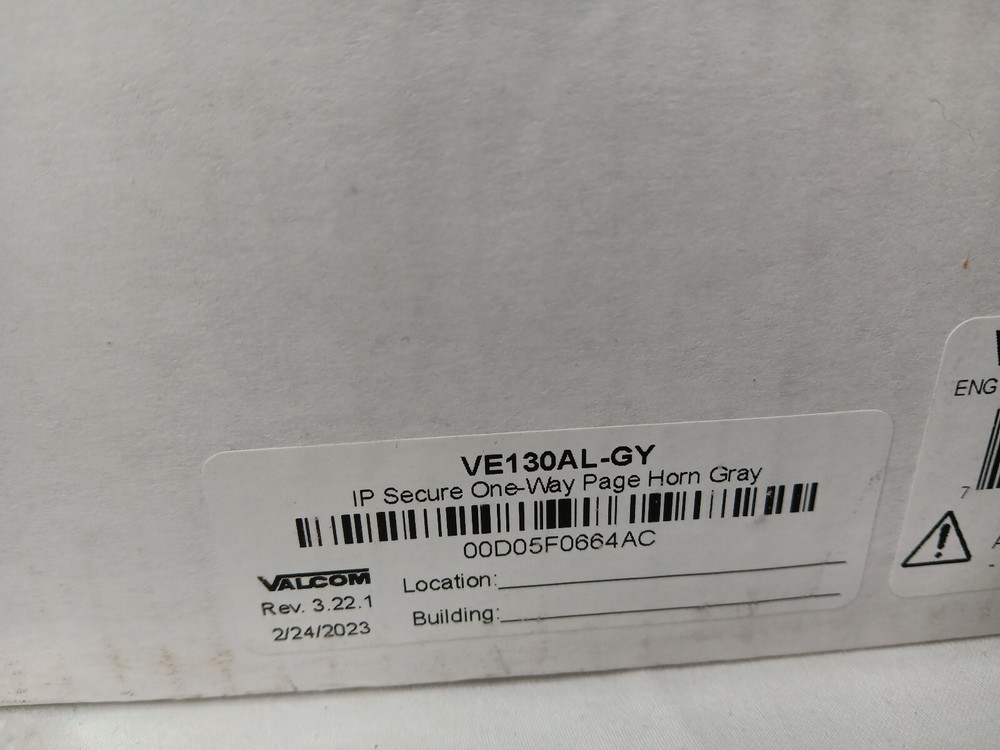 VE130AL-GY
IP Secure One-Way Page Horn Gray
00D05F0664AC
VALCOM
Rev. 3.22.1
2/24/2023
Location:
Building:
ENG
7